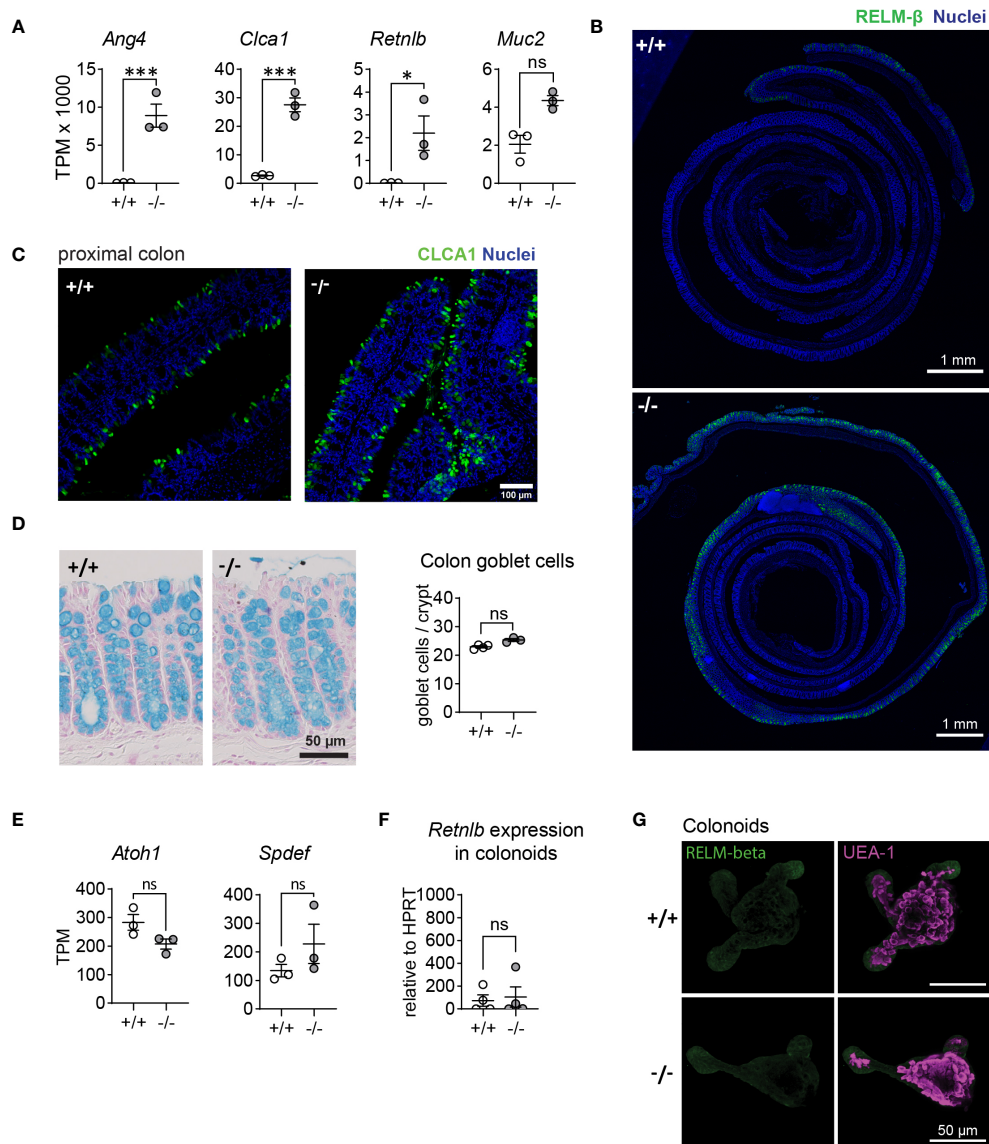 A
Ang4
Clca1
Retnlb
Muc2
TPM x 1000
15
10
5
0
***
+/+ -/-
40
30
20
10
0
***
+/+ -/-
5
4
3
2
1
0
*
+/+ -/-
6
4
2
0
ns
+/+ -/-
B
RELM-β Nuclei
+/+
1 mm
-/-
1 mm
C
proximal colon
CLCA1 Nuclei
+/+
-/-
100 µm
D
+/+
-/-
50 µm
Colon goblet cells
goblet cells / crypt
40
30
20
10
0
ns
+/+ -/-
E
Atoh1
Spdef
TPM
400
300
200
100
0
ns
+/+ -/-
400
300
200
100
0
ns
+/+ -/-
F
Retnlb expression
in colonoids
relative to HPRT
1000
800
600
400
200
0
ns
+/+ -/-
G
Colonoids
RELM-beta
UEA-1
+/+
-/-
50 µm